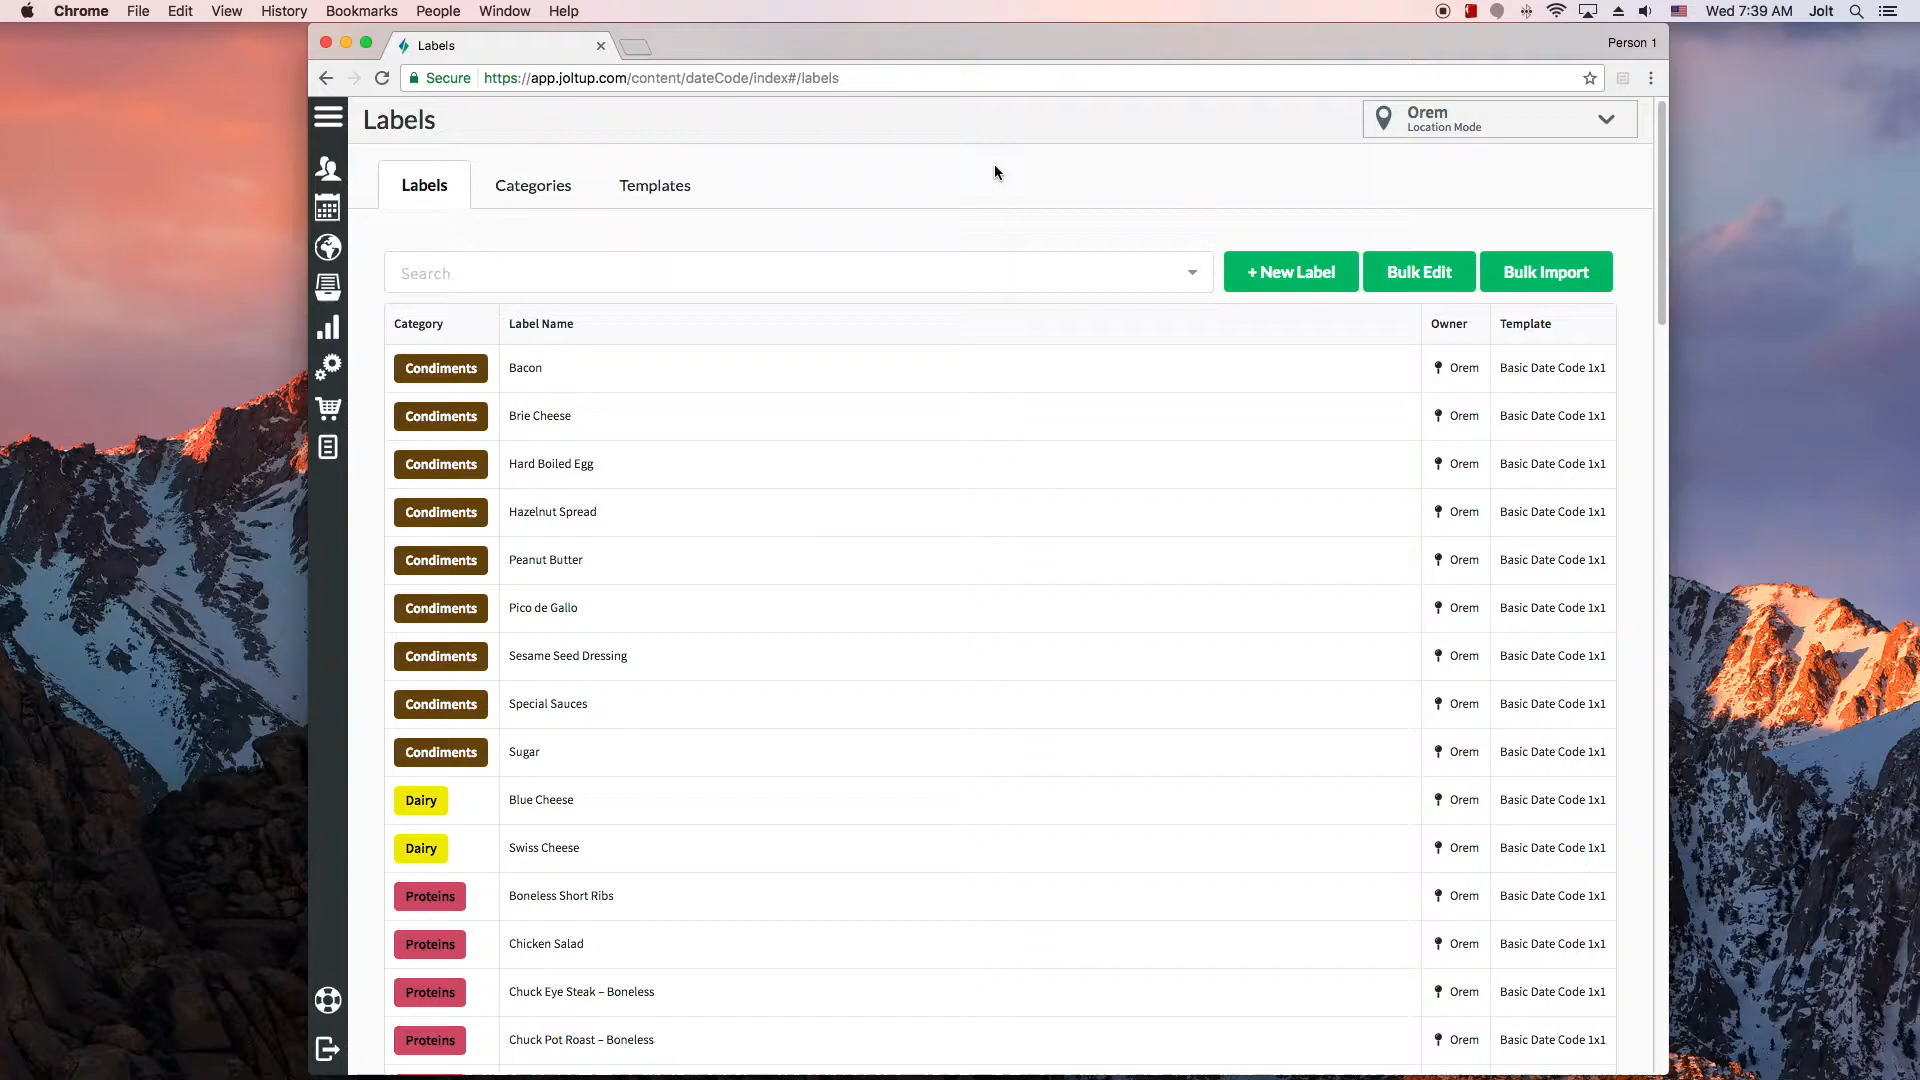 Chrome File Edit View History Bookmarks People Window Help Wed 7:39 AM Jolt
Labels Person 1
Secure https://app.joltup.com/content/dateCode/index#/labels
Labels Orem
Location Mode
Labels Categories Templates
Search + New Label Bulk Edit Bulk Import
Category Label Name Owner Template
Condiments Bacon Orem Basic Date Code 1x1
Condiments Brie Cheese Orem Basic Date Code 1x1
Condiments Hard Boiled Egg Orem Basic Date Code 1x1
Condiments Hazelnut Spread Orem Basic Date Code 1x1
Condiments Peanut Butter Orem Basic Date Code 1x1
Condiments Pico de Gallo Orem Basic Date Code 1x1
Condiments Sesame Seed Dressing Orem Basic Date Code 1x1
Condiments Special Sauces Orem Basic Date Code 1x1
Condiments Sugar Orem Basic Date Code 1x1
Dairy Blue Cheese Orem Basic Date Code 1x1
Dairy Swiss Cheese Orem Basic Date Code 1x1
Proteins Boneless Short Ribs Orem Basic Date Code 1x1
Proteins Chicken Salad Orem Basic Date Code 1x1
Proteins Chuck Eye Steak – Boneless Orem Basic Date Code 1x1
Proteins Chuck Pot Roast – Boneless Orem Basic Date Code 1x1